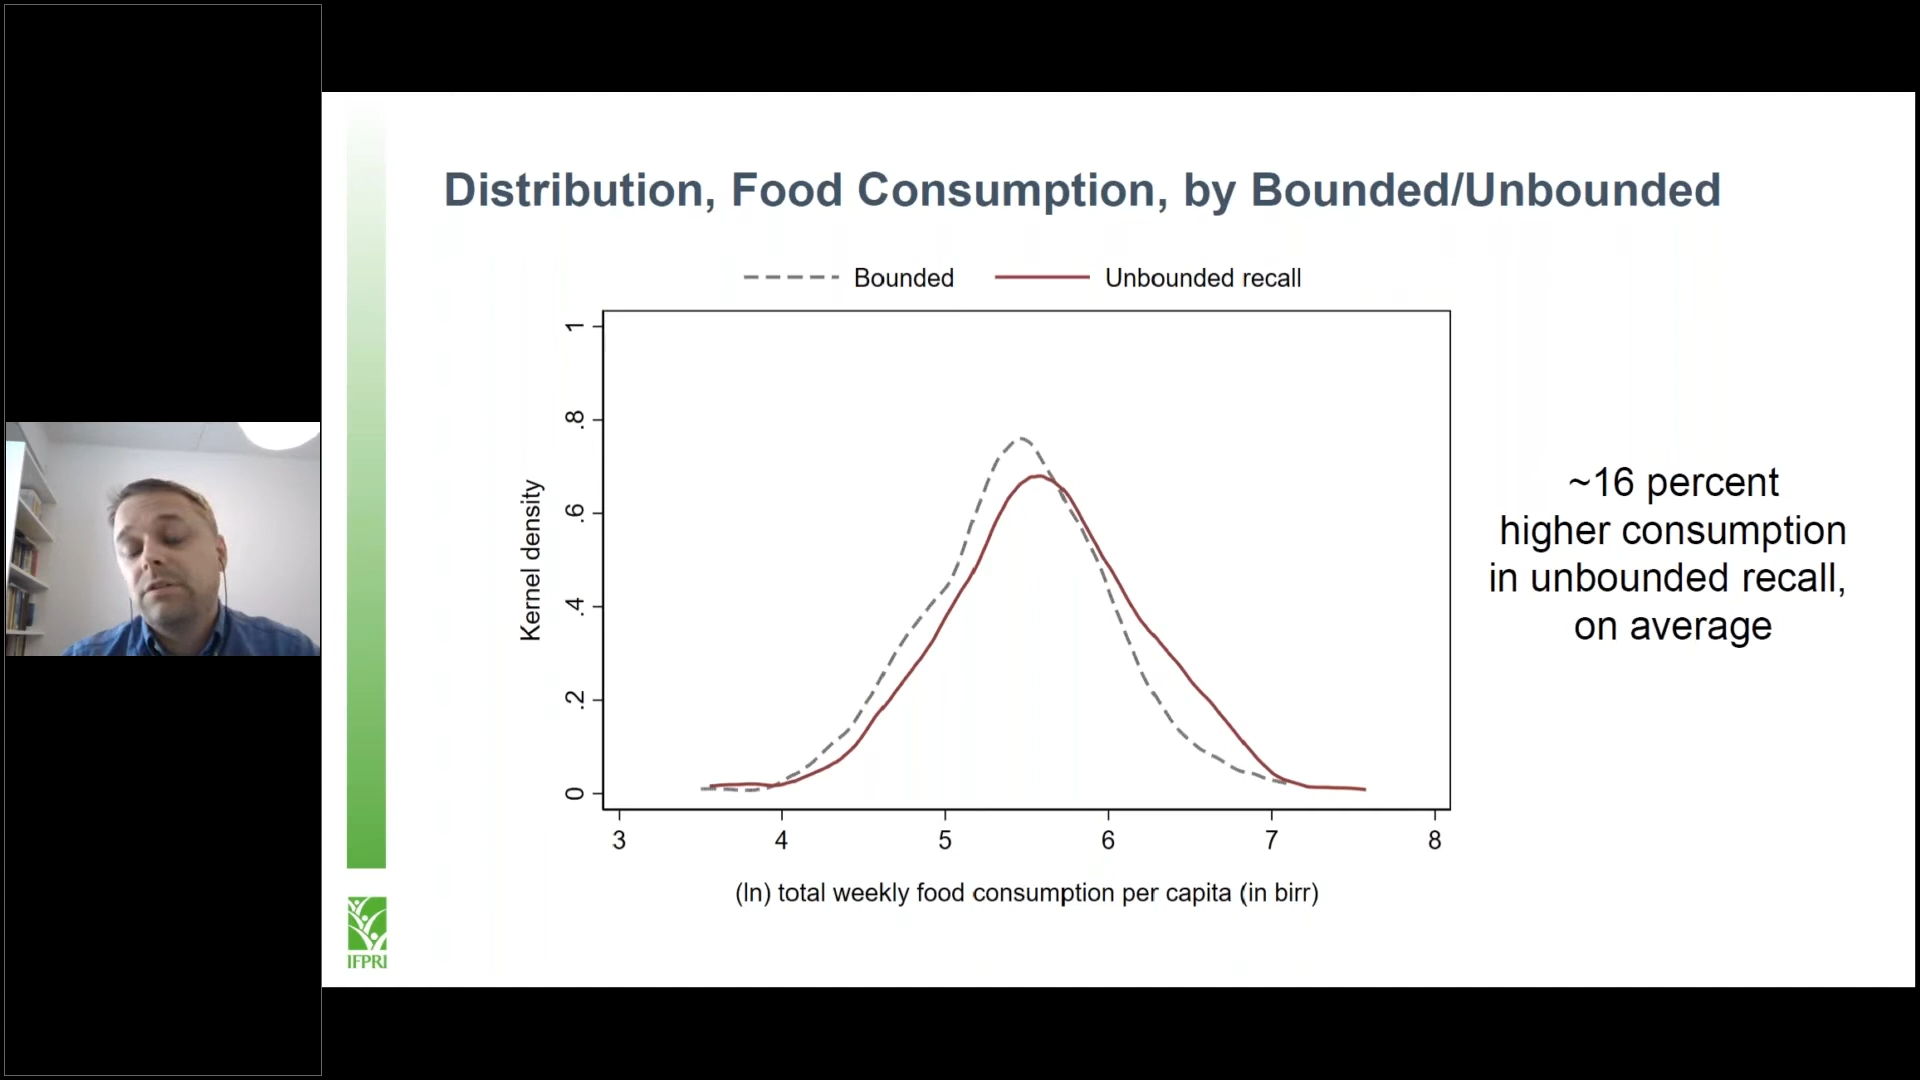 Distribution, Food Consumption, by Bounded/Unbounded
Bounded
Unbounded recall
1
.8
.6
.4
.2
0
Kernel density
3 4 5 6 7 8
(ln) total weekly food consumption per capita (in birr)
~16 percent
higher consumption
in unbounded recall,
on average
IFPRI